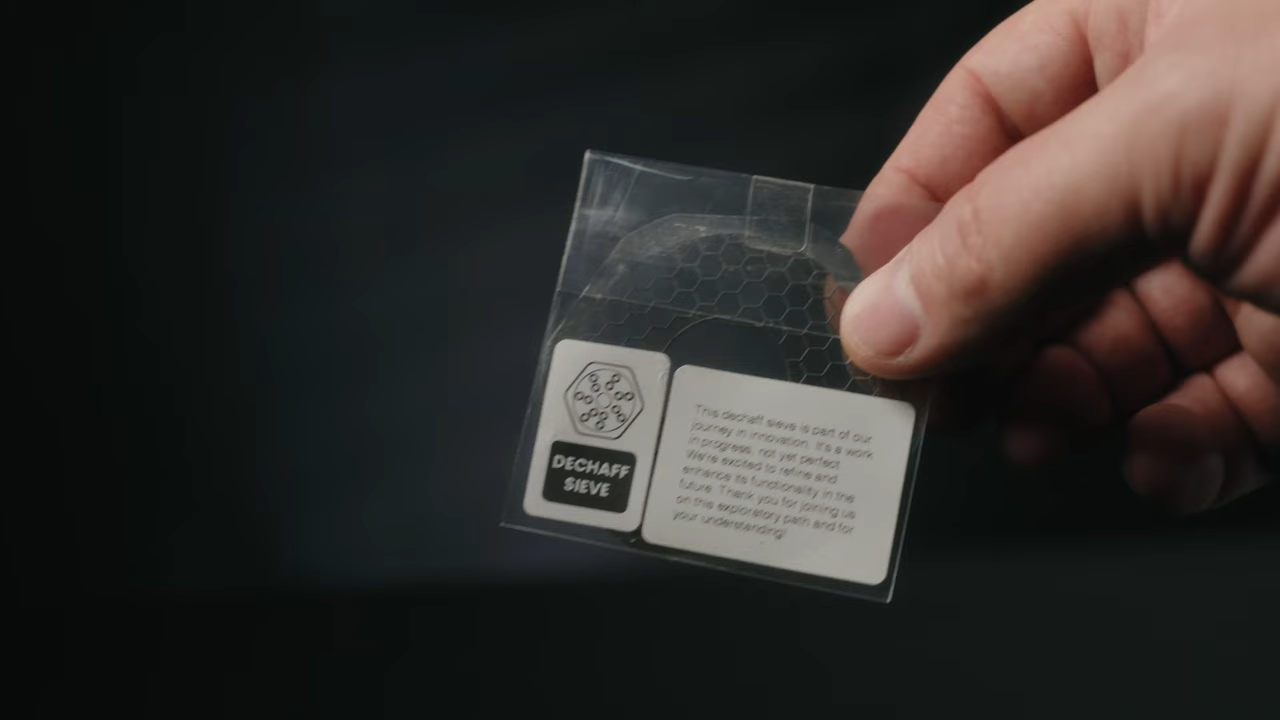 DECHAFF
SIEVE
This dechaff sieve is part of our
journey in innovation. It's a work
in progress, not yet perfect.
We're excited to refine and
enhance its functionality in the
future. Thank you for joining us
on this exploratory path and for
your understanding!